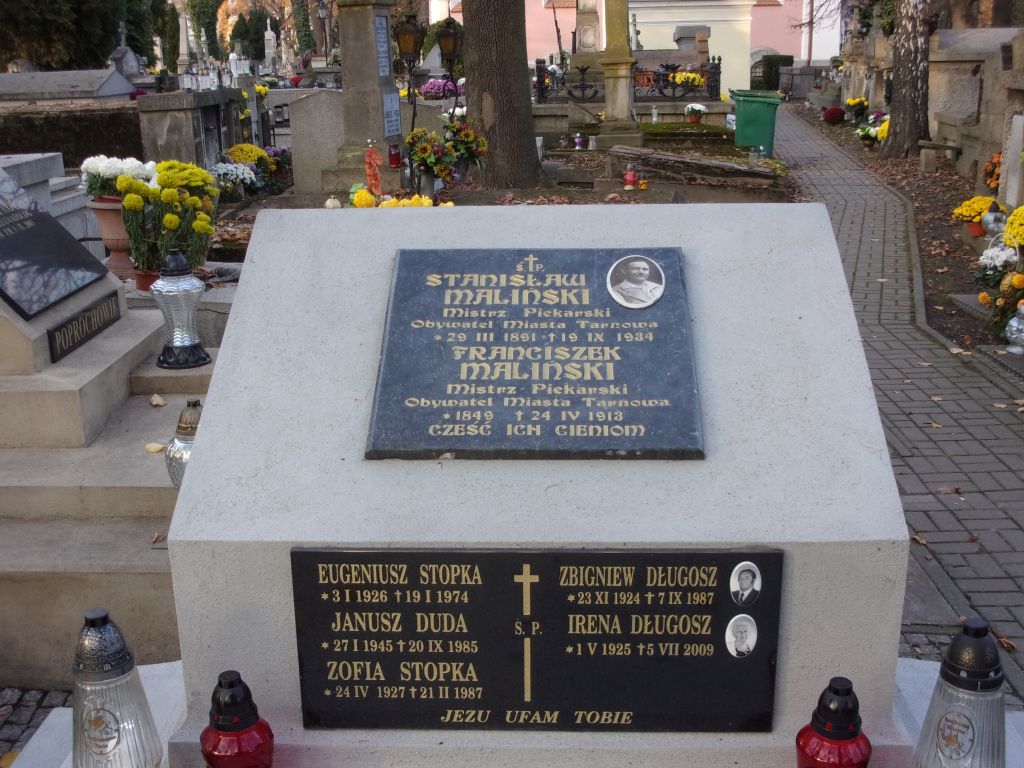 Ś.P.
STANISŁAW
MALIŃSKI
Mistrz Piekarski
Obywatel Miasta Tarnowa
*29 III 1891 †19 IX 1934
FRANCISZEK
MALIŃSKI
Mistrz Piekarski
Obywatel Miasta Tarnowa
*1849 †24 IV 1913
CZEŚĆ ICH CIENIOM
POPROCHOWIE
EUGENIUSZ STOPKA
*3 I 1926 †19 I 1974
JANUSZ DUDA
*27 I 1945 †20 IX 1985
ZOFIA STOPKA
*24 IV 1927 †21 II 1987
Ś.P.
ZBIGNIEW DŁUGOSZ
*23 XI 1924 †7 IX 1987
IRENA DŁUGOSZ
*1 V 1925 †5 VII 2009
JEZU UFAM TOBIE